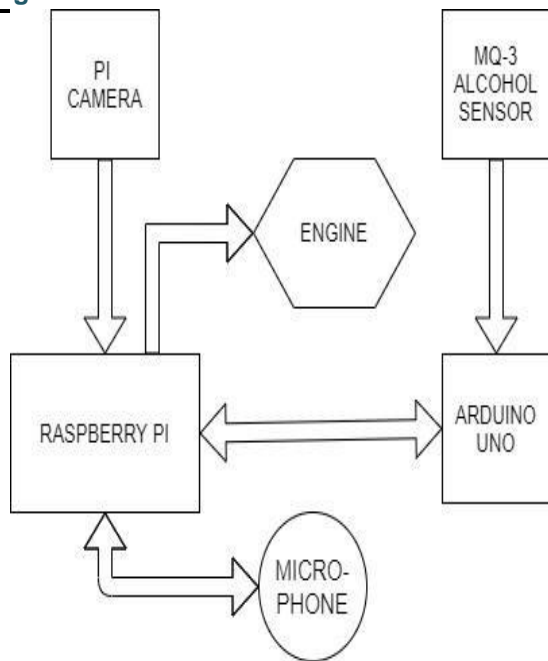 PI
CAMERA
MQ-3
ALCOHOL
SENSOR
ENGINE
RASPBERRY PI
ARDUINO
UNO
MICRO-
PHONE